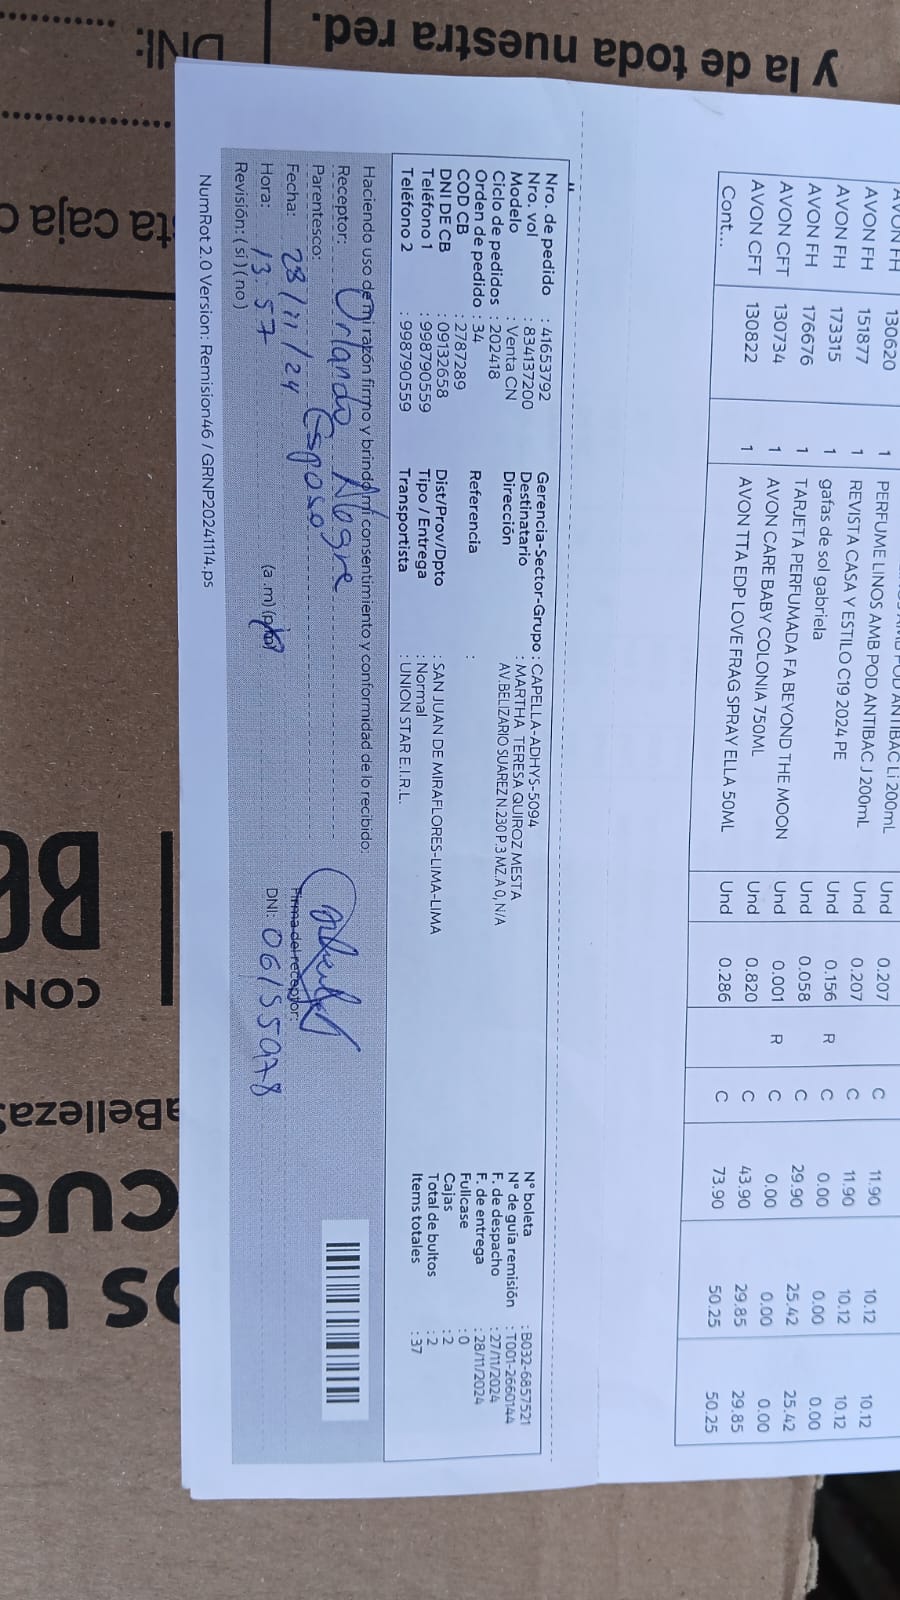 y la de toda nuestra red.
DNI:
ta caja
CON
aBelleza
cue
os u
130620 1 PERFUME LINOS AMB POD ANTIBAC Li 200mL Und 0.207 C 11.90 10.12 10.12
AVON FH 151877 1 REVISTA CASA Y ESTILO C19 2024 PE Und 0.207 C 11.90 10.12 10.12
AVON FH 173315 1 gafas de sol gabriela Und 0.156 R C 0.00 0.00 0.00
AVON FH 176676 1 TARJETA PERFUMADA FA BEYOND THE MOON Und 0.058 C 29.90 25.42 25.42
AVON CFT 130734 1 AVON CARE BABY COLONIA 750ML Und 0.001 R C 0.00 0.00 0.00
AVON CFT 130822 1 AVON TTA EDP LOVE FRAG SPRAY ELLA 50ML Und 0.820 C 43.90 29.85 29.85
Cont... Und 0.286 C 73.90 50.25 50.25
Nro. de pedido : 41653792 Gerencia-Sector-Grupo : CAPELLA-ADHYS-5094 N° boleta : B032-6857521
Nro. vol : 834137200 Destinatario : MARTHA TERESA QUIROZ MESTA N° de guía remisión : T001-2660144
Modelo : Venta CN Dirección AV.BELIZARIO SUAREZ N.230 P.3 MZ.A 0, N/A F. de despacho : 27/11/2024
Ciclo de pedidos : 202418 F. de entrega : 28/11/2024
Orden de pedido : 34 Referencia : Fullcase : 0
COD CB : 2787289 Cajas : 2
DNI DE CB : 09132658 Dist/Prov/Dpto : SAN JUAN DE MIRAFLORES-LIMA-LIMA Total de bultos : 2
Teléfono 1 : 998790559 Tipo / Entrega : Normal Items totales : 37
Teléfono 2 : 998790559 Transportista : UNION STAR E.I.R.L.
Haciendo uso de mi razón firmo y brindo mi consentimiento y conformidad de lo recibido:
Receptor: Orlando Alegre
Parentesco: Esposo
Fecha: 28/11/24 Firma del receptor:
Hora: 13:57 (a.m) DNI: 06155978
Revisión: ( sí ) ( no )
NumRot 2.0 Version: Remision46 / GRNP20241114.ps